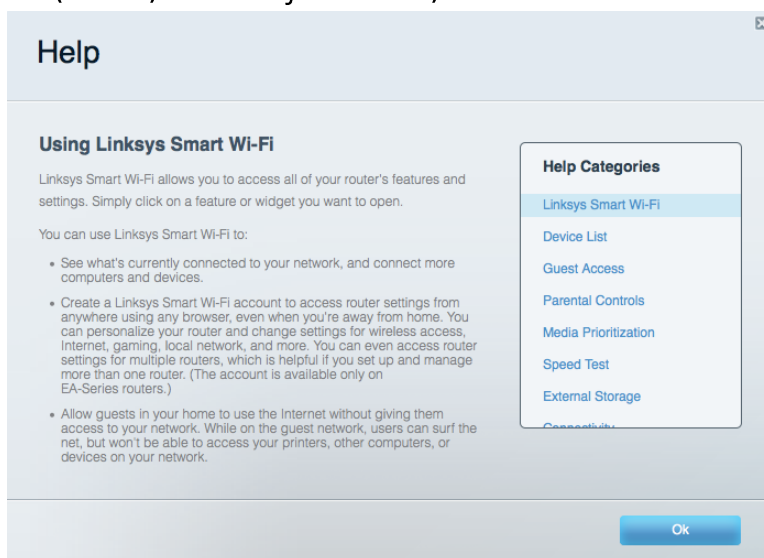 Help
Using Linksys Smart Wi-Fi
Linksys Smart Wi-Fi allows you to access all of your router's features and
settings. Simply click on a feature or widget you want to open.
You can use Linksys Smart Wi-Fi to:
• See what's currently connected to your network, and connect more
computers and devices.
• Create a Linksys Smart Wi-Fi account to access router settings from
anywhere using any browser, even when you're away from home. You
can personalize your router and change settings for wireless access,
Internet, gaming, local network, and more. You can even access router
settings for multiple routers, which is helpful if you set up and manage
more than one router. (The account is available only on
EA-Series routers.)
• Allow guests in your home to use the Internet without giving them
access to your network. While on the guest network, users can surf the
net, but won't be able to access your printers, other computers, or
devices on your network.
Help Categories
Linksys Smart Wi-Fi
Device List
Guest Access
Parental Controls
Media Prioritization
Speed Test
External Storage
Connectivity
Ok